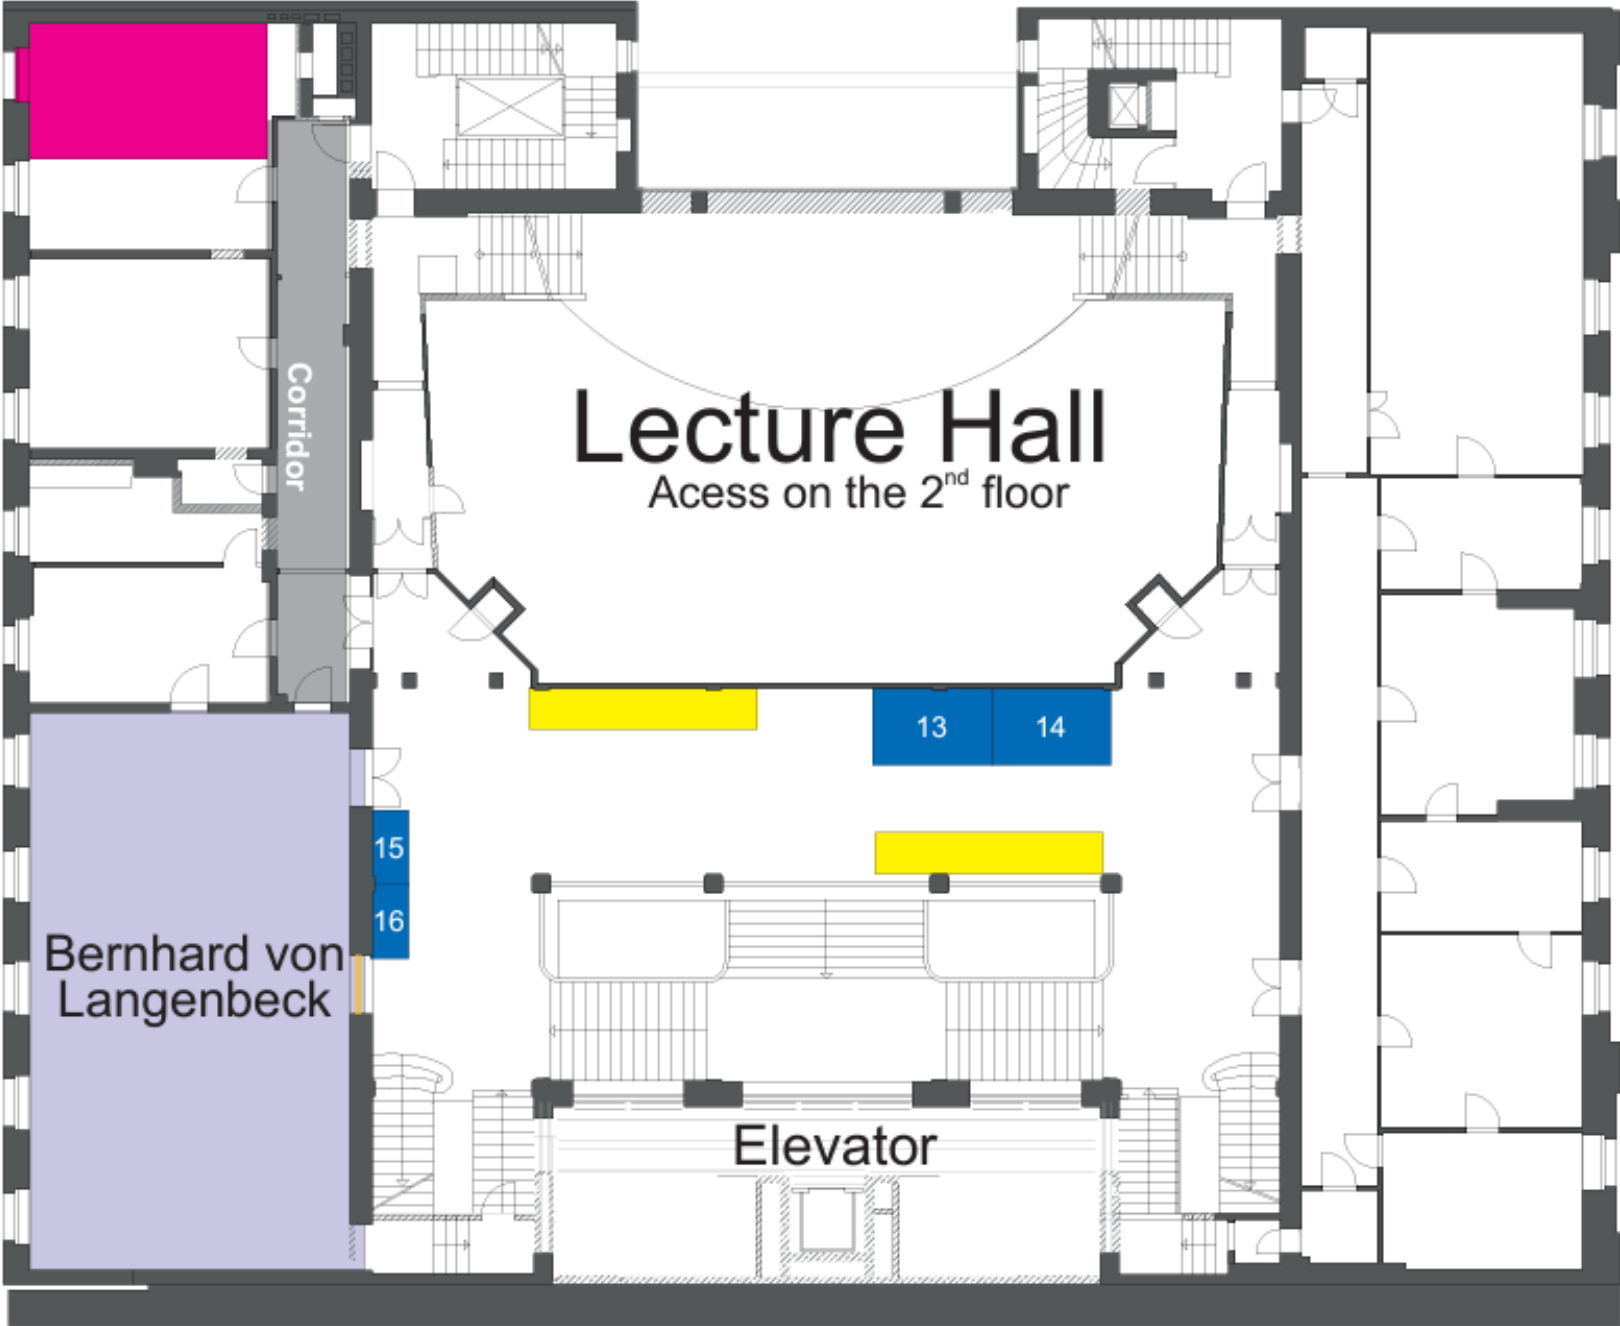 Corridor
Lecture Hall
Acess on the 2nd floor
13
14
15
16
Bernhard von
Langenbeck
Elevator